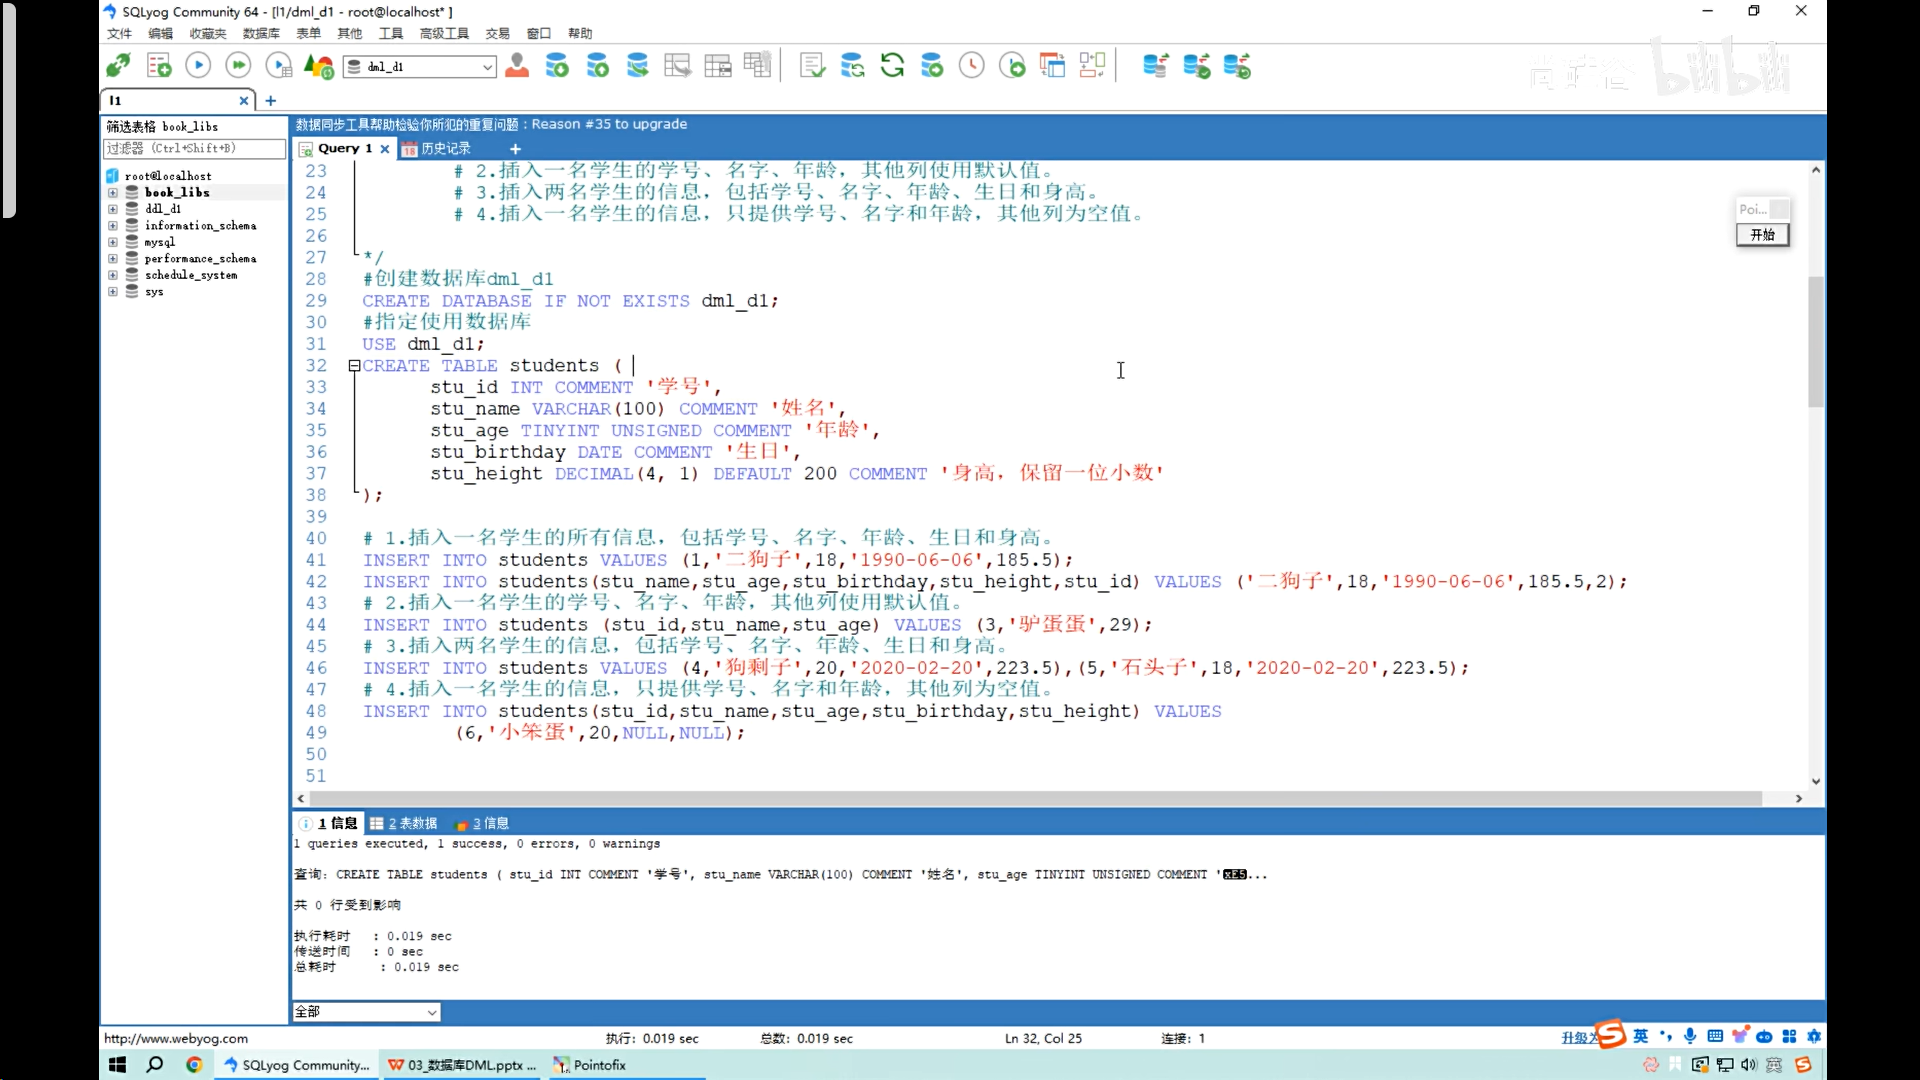 SQLyog Community 64 - [l1/dml_d1 - root@localhost* ]
文件 编辑 收藏夹 数据库 表单 其他 工具 高级工具 交易 窗口 帮助
dml_d1
尚硅谷 bilibili
l1
筛选表格 book_libs
过滤器 (Ctrl+Shift+B)
root@localhost
book_libs
ddl_d1
information_schema
mysql
performance_schema
schedule_system
sys
数据同步工具帮助检验你所犯的重复问题 : Reason #35 to upgrade
Query 1 历史记录
23 # 2.插入一名学生的学号、名字、年龄，其他列使用默认值。
24 # 3.插入两名学生的信息，包括学号、名字、年龄、生日和身高。
25 # 4.插入一名学生的信息，只提供学号、名字和年龄，其他列为空值。
26
27 */
28 #创建数据库dml_d1
29 CREATE DATABASE IF NOT EXISTS dml_d1;
30 #指定使用数据库
31 USE dml_d1;
32 CREATE TABLE students (
33 stu_id INT COMMENT '学号',
34 stu_name VARCHAR(100) COMMENT '姓名',
35 stu_age TINYINT UNSIGNED COMMENT '年龄',
36 stu_birthday DATE COMMENT '生日',
37 stu_height DECIMAL(4, 1) DEFAULT 200 COMMENT '身高，保留一位小数'
38 );
39
40 # 1.插入一名学生的所有信息，包括学号、名字、年龄、生日和身高。
41 INSERT INTO students VALUES (1,'二狗子',18,'1990-06-06',185.5);
42 INSERT INTO students(stu_name,stu_age,stu_birthday,stu_height,stu_id) VALUES ('二狗子',18,'1990-06-06',185.5,2);
43 # 2.插入一名学生的学号、名字、年龄，其他列使用默认值。
44 INSERT INTO students (stu_id,stu_name,stu_age) VALUES (3,'驴蛋蛋',29);
45 # 3.插入两名学生的信息，包括学号、名字、年龄、生日和身高。
46 INSERT INTO students VALUES (4,'狗剩子',20,'2020-02-20',223.5),(5,'石头子',18,'2020-02-20',223.5);
47 # 4.插入一名学生的信息，只提供学号、名字和年龄，其他列为空值。
48 INSERT INTO students(stu_id,stu_name,stu_age,stu_birthday,stu_height) VALUES
49 (6,'小笨蛋',20,NULL,NULL);
50
51
Poi...
开始
1 信息 2 表数据 3 信息
1 queries executed, 1 success, 0 errors, 0 warnings
查询: CREATE TABLE students ( stu_id INT COMMENT '学号', stu_name VARCHAR(100) COMMENT '姓名', stu_age TINYINT UNSIGNED COMMENT 'xE5...
共 0 行受到影响
执行耗时 : 0.019 sec
传送时间 : 0 sec
总耗时 : 0.019 sec
全部
http://www.webyog.com 执行: 0.019 sec 总数: 0.019 sec Ln 32, Col 25 连接: 1 升级为 英
SQLyog Community... 03_数据库DML.pptx ... Pointofix 英